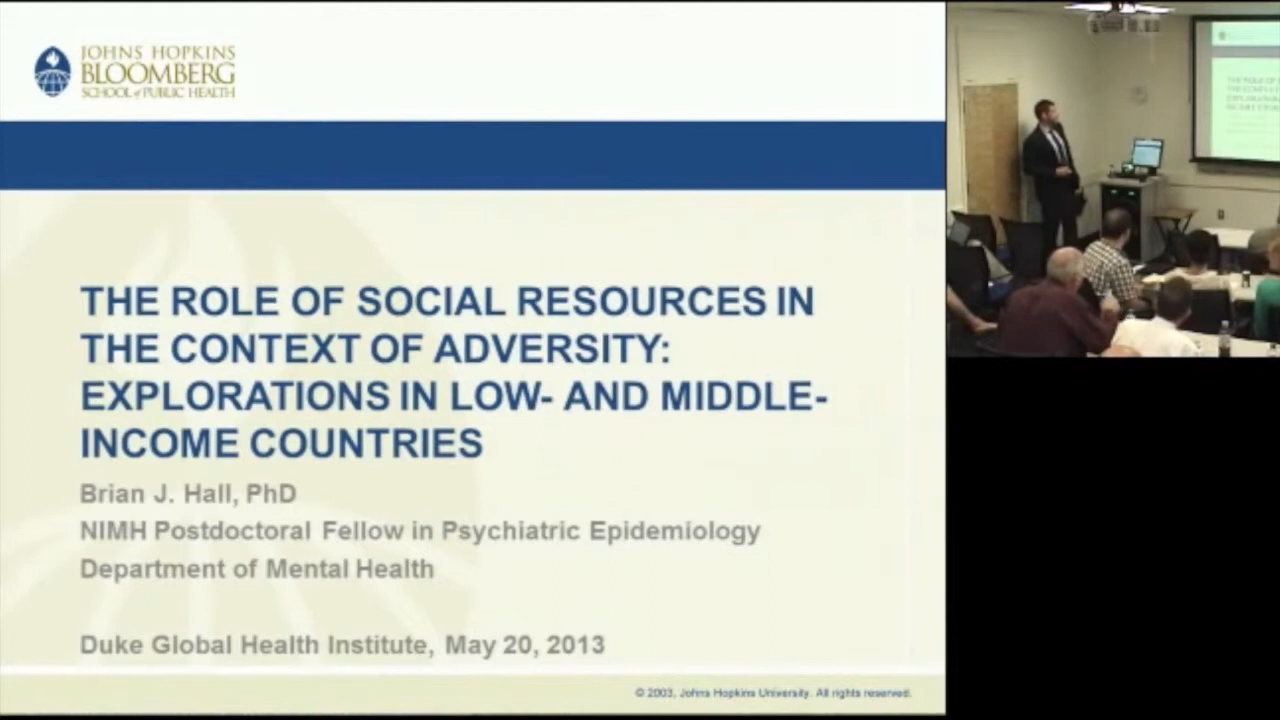 JOHNS HOPKINS
BLOOMBERG
SCHOOL of PUBLIC HEALTH
THE ROLE OF SOCIAL RESOURCES IN
THE CONTEXT OF ADVERSITY:
EXPLORATIONS IN LOW- AND MIDDLE-
INCOME COUNTRIES
Brian J. Hall, PhD
NIMH Postdoctoral Fellow in Psychiatric Epidemiology
Department of Mental Health
Duke Global Health Institute, May 20, 2013
© 2003, Johns Hopkins University. All rights reserved.